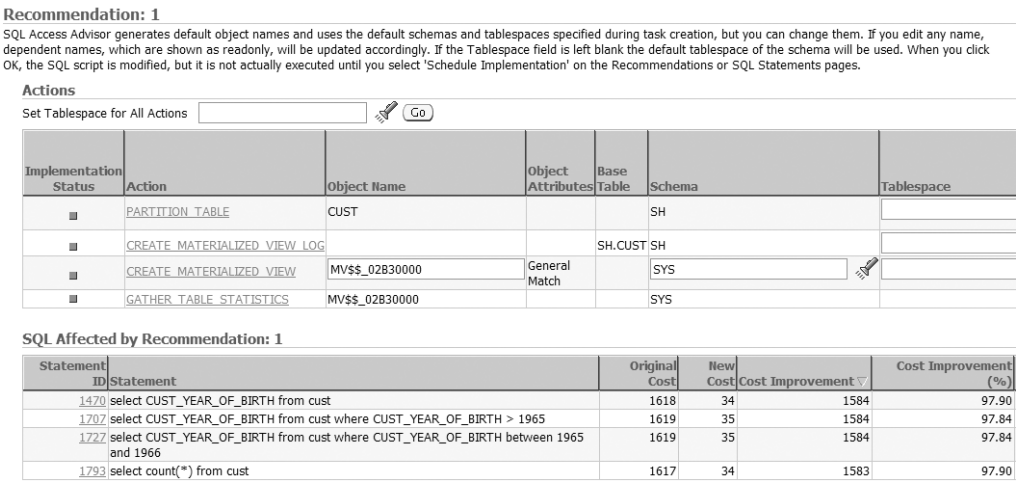 Recommendation: 1
SQL Access Advisor generates default object names and uses the default schemas and tablespaces specified during task creation, but you can change them. If you edit any name,
dependent names, which are shown as readonly, will be updated accordingly. If the Tablespace field is left blank the default tablespace of the schema will be used. When you click
OK, the SQL script is modified, but it is not actually executed until you select 'Schedule Implementation' on the Recommendations or SQL Statements pages.
Actions
Set Tablespace for All Actions Go
Implementation Status Action Object Name Object Attributes Base Table Schema Tablespace
PARTITION TABLE CUST SH
CREATE MATERIALIZED VIEW LOG SH.CUST SH
CREATE MATERIALIZED VIEW MV$$_02B30000 General Match SYS
GATHER TABLE STATISTICS MV$$_02B30000 SYS
SQL Affected by Recommendation: 1
Statement ID Statement Original Cost New Cost Cost Improvement Cost Improvement (%)
1470 select CUST_YEAR_OF_BIRTH from cust 1618 34 1584 97.90
1707 select CUST_YEAR_OF_BIRTH from cust where CUST_YEAR_OF_BIRTH > 1965 1619 35 1584 97.84
1727 select CUST_YEAR_OF_BIRTH from cust where CUST_YEAR_OF_BIRTH between 1965 1619 35 1584 97.84
and 1966
1793 select count(*) from cust 1617 34 1583 97.90